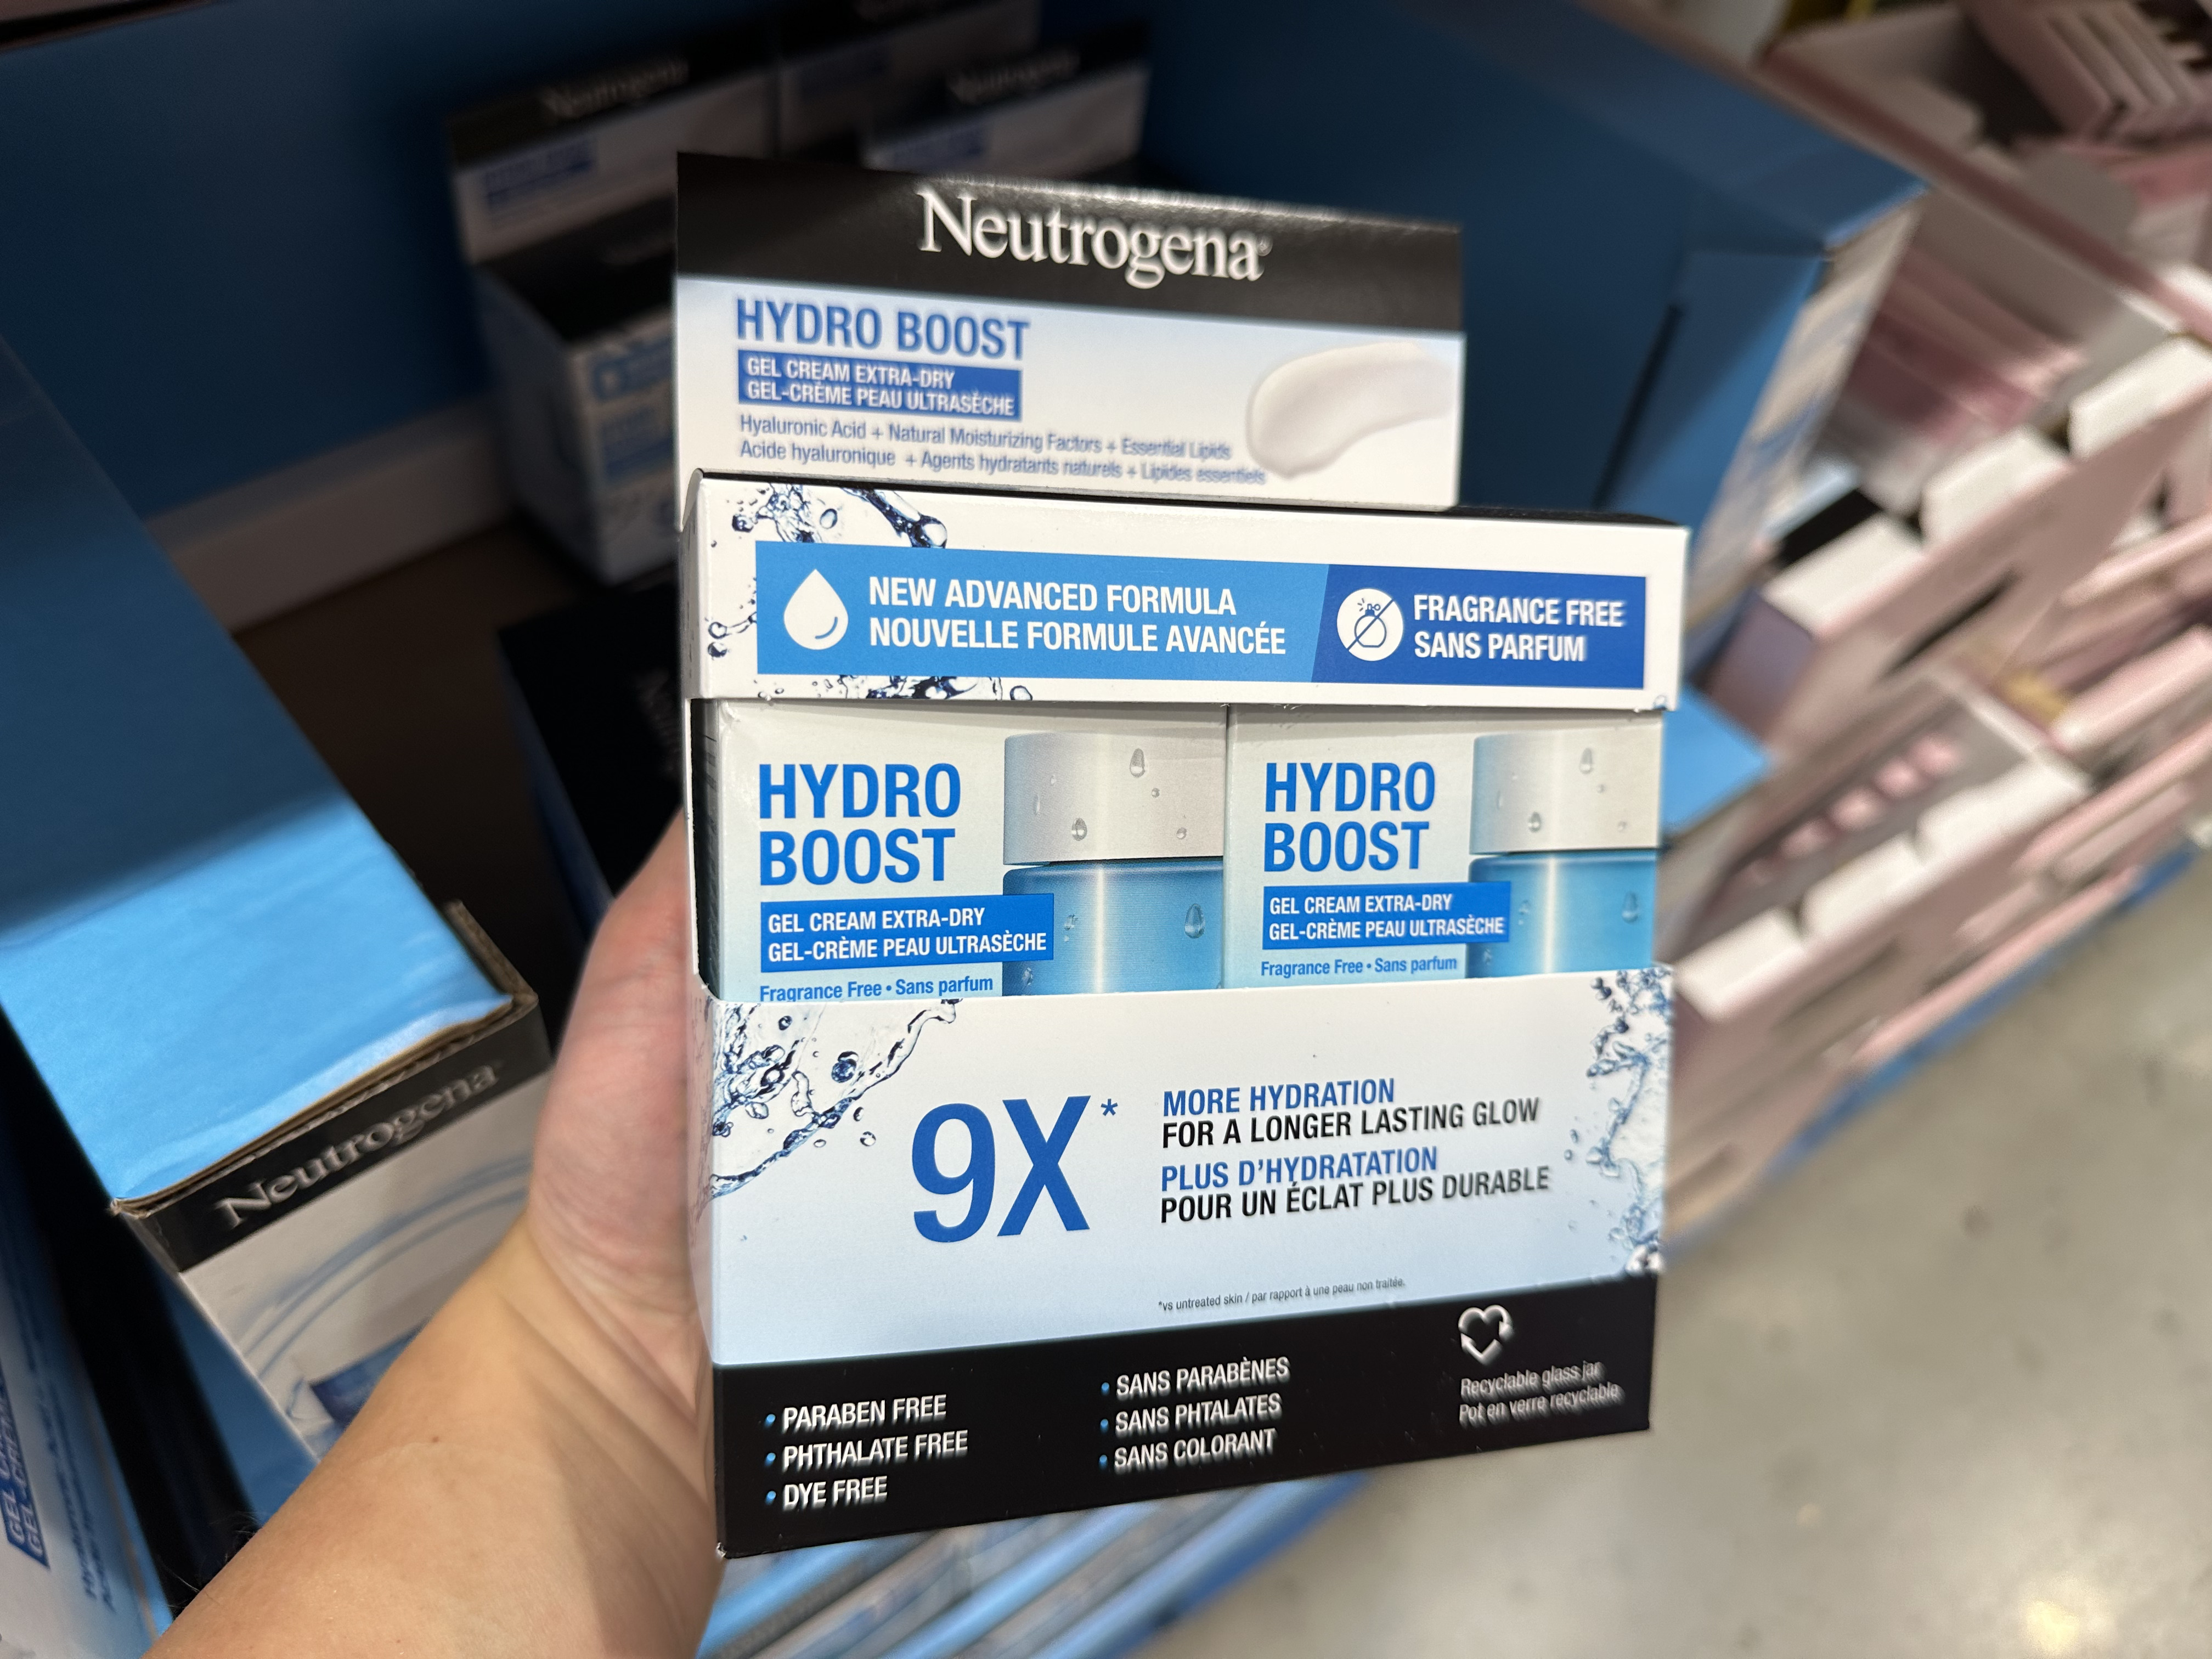 Neutrogena®
HYDRO BOOST
GEL CREAM EXTRA-DRY
GEL-CRÈME PEAU ULTRASÈCHE
Hyaluronic Acid + Natural Moisturizing Factors + Essential Lipids
Acide hyaluronique + Agents hydratants naturels + Lipides essentiels
NEW ADVANCED FORMULA
NOUVELLE FORMULE AVANCÉE
FRAGRANCE FREE
SANS PARFUM
HYDRO
BOOST
GEL CREAM EXTRA-DRY
GEL-CRÈME PEAU ULTRASÈCHE
Fragrance Free • Sans parfum
HYDRO
BOOST
GEL CREAM EXTRA-DRY
GEL-CRÈME PEAU ULTRASÈCHE
Fragrance Free • Sans parfum
9X*
MORE HYDRATION
FOR A LONGER LASTING GLOW
PLUS D'HYDRATATION
POUR UN ÉCLAT PLUS DURABLE
*vs untreated skin / par rapport à une peau non traitée.
• PARABEN FREE
• PHTHALATE FREE
• DYE FREE
• SANS PARABÈNES
• SANS PHTALATES
• SANS COLORANT
Recyclable glass jar
Pot en verre recyclable
Neutrogena
Neutrogena
Neutrogena